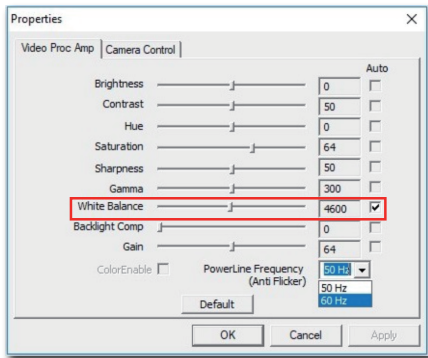 Properties
Video Proc Amp Camera Control
Auto
Brightness 0
Contrast 50
Hue 0
Saturation 64
Sharpness 50
Gamma 300
White Balance 4600
Backlight Comp 0
Gain 64
ColorEnable PowerLine Frequency 50 Hz
(Anti Flicker)
50 Hz
60 Hz
Default
OK Cancel Apply